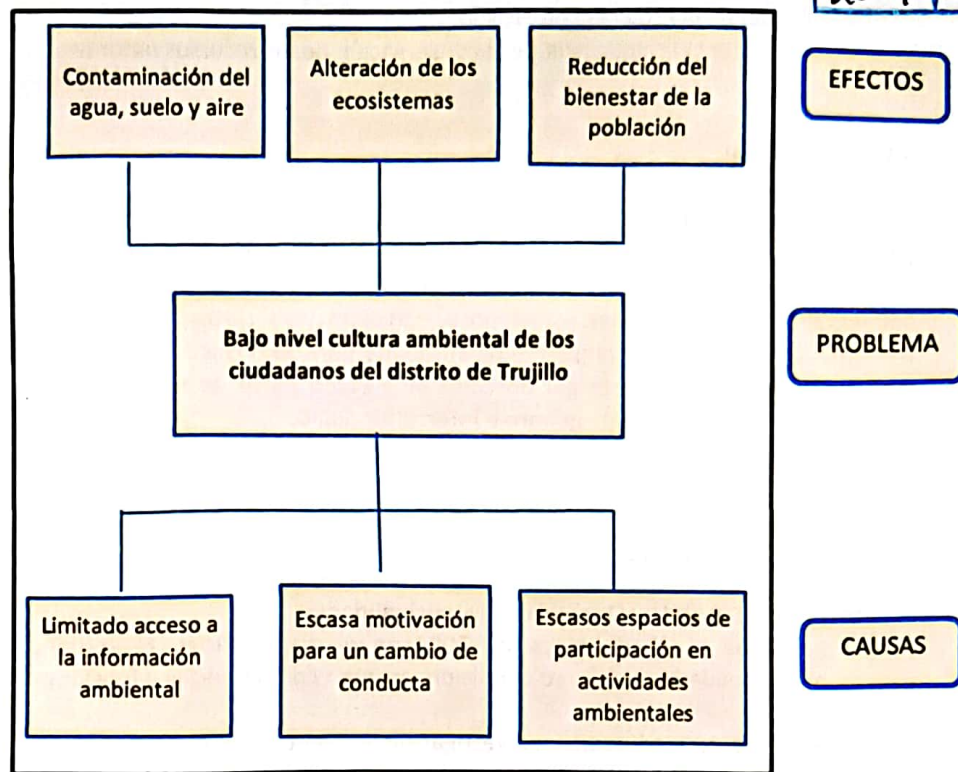 Contaminación del
agua, suelo y aire
Alteración de los
ecosistemas
Reducción del
bienestar de la
población
EFECTOS
Bajo nivel cultura ambiental de los
ciudadanos del distrito de Trujillo
PROBLEMA
Limitado acceso a
la información
ambiental
Escasa motivación
para un cambio de
conducta
Escasos espacios de
participación en
actividades
ambientales
CAUSAS